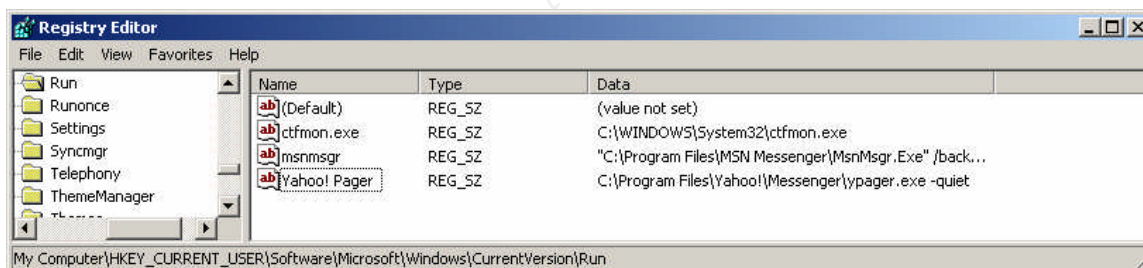 Registry Editor
File Edit View Favorites Help
Run
Runonce
Settings
Syncmgr
Telephony
ThemeManager
Themes
Name Type Data
(Default) REG_SZ (value not set)
ctfmon.exe REG_SZ C:\WINDOWS\System32\ctfmon.exe
msnmsgr REG_SZ "C:\Program Files\MSN Messenger\MsnMsgr.Exe" /back...
Yahoo! Pager REG_SZ C:\Program Files\Yahoo!\Messenger\ypager.exe -quiet
My Computer\HKEY_CURRENT_USER\Software\Microsoft\Windows\CurrentVersion\Run